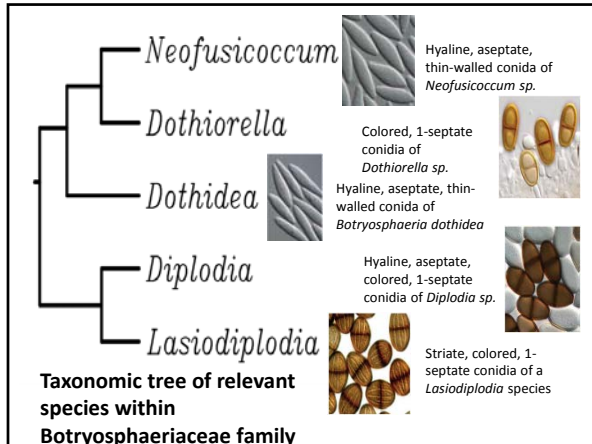 Neofusicoccum
Hyaline, aseptate,
thin-walled conida of
Neofusicoccum sp.
Dothiorella
Colored, 1-septate
conidia of
Dothiorella sp.
Dothidea
Hyaline, aseptate, thin-
walled conida of
Botryosphaeria dothidea
Diplodia
Hyaline, aseptate,
colored, 1-septate
conidia of Diplodia sp.
Lasiodiplodia
Striate, colored, 1-
septate conidia of a
Lasiodiplodia species
Taxonomic tree of relevant
species within
Botryosphaeriaceae family